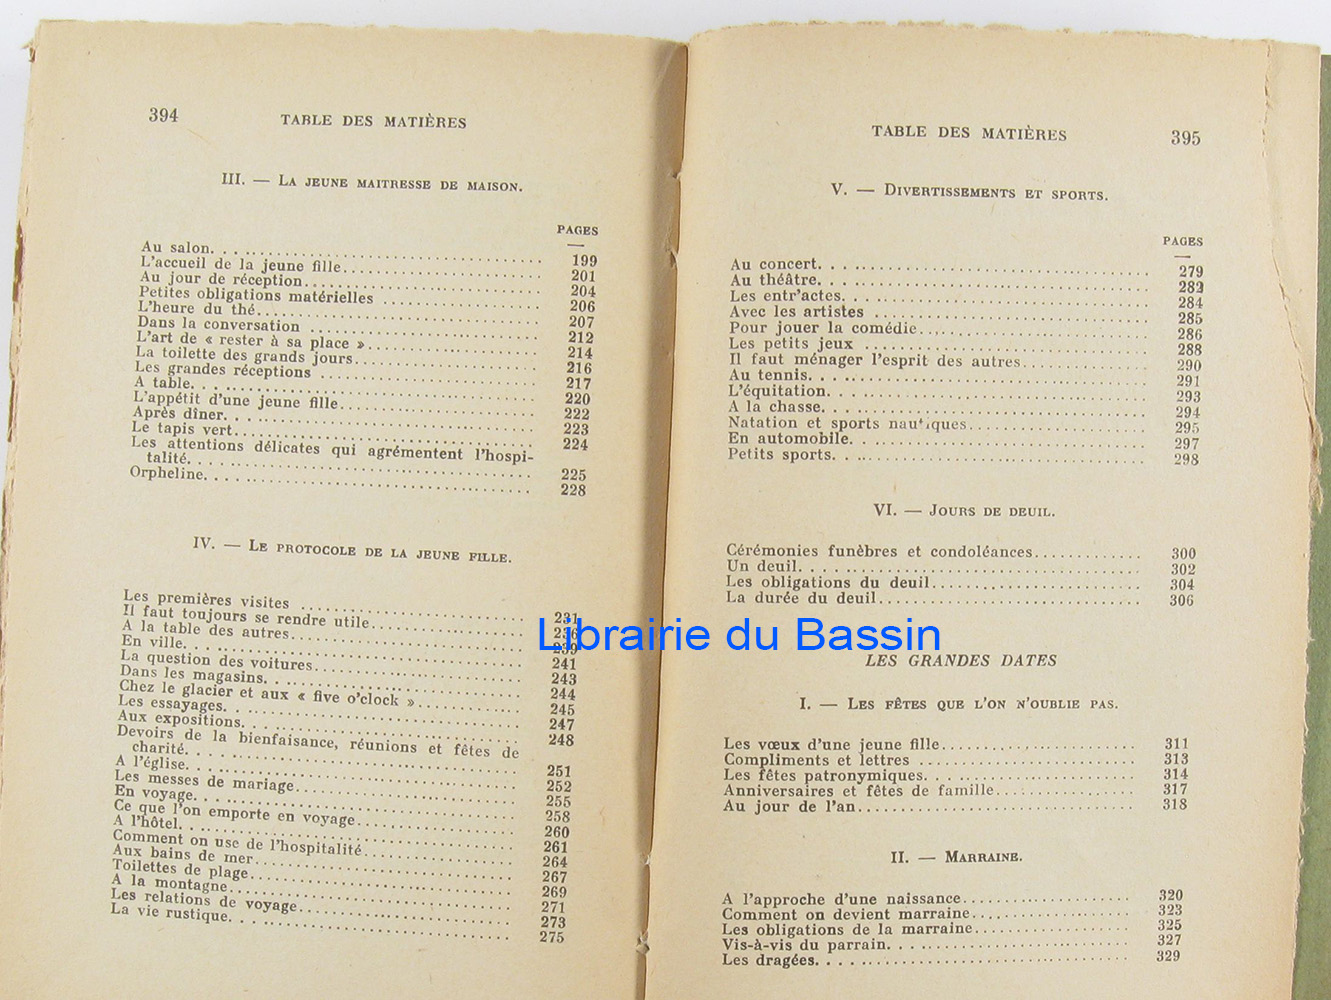 394 TABLE DES MATIÈRES
III. — LA JEUNE MAITRESSE DE MAISON.
PAGES
Au salon. . . . . . . . . . . . . . . . . . . . 199
L'accueil de la jeune fille. . . . . . . . . . . . . . . . . . . . 201
Au jour de réception. . . . . . . . . . . . . . . . . . . . 204
Petites obligations matérielles . . . . . . . . . . . . . . . . . . . . 206
L'heure du thé. . . . . . . . . . . . . . . . . . . . 207
Dans la conversation . . . . . . . . . . . . . . . . . . . . 212
L'art de « rester à sa place ». . . . . . . . . . . . . . . . . . . . 214
La toilette des grands jours. . . . . . . . . . . . . . . . . . . . 216
Les grandes réceptions . . . . . . . . . . . . . . . . . . . . 217
A table. . . . . . . . . . . . . . . . . . . . 220
L'appétit d'une jeune fille. . . . . . . . . . . . . . . . . . . . 222
Après dîner. . . . . . . . . . . . . . . . . . . . 223
Le tapis vert. . . . . . . . . . . . . . . . . . . . 224
Les attentions délicates qui agrémentent l'hospi-
talité. . . . . . . . . . . . . . . . . . . . 225
Orpheline. . . . . . . . . . . . . . . . . . . . 228
IV. — LE PROTOCOLE DE LA JEUNE FILLE.
Les premières visites . . . . . . . . . . . . . . . . . . . . 231
Il faut toujours se rendre utile. . . . . . . . . . . . . . . . . . . . 236
A la table des autres. . . . . . . . . . . . . . . . . . . . 239
En ville. . . . . . . . . . . . . . . . . . . . 241
La question des voitures. . . . . . . . . . . . . . . . . . . . 243
Dans les magasins. . . . . . . . . . . . . . . . . . . . 244
Chez le glacier et aux « five o'clock ». . . . . . . . . . . . . . . . . . . . 245
Les essayages. . . . . . . . . . . . . . . . . . . . 247
Aux expositions. . . . . . . . . . . . . . . . . . . . 248
Devoirs de la bienfaisance, réunions et fêtes de
charité. . . . . . . . . . . . . . . . . . . . 251
A l'église. . . . . . . . . . . . . . . . . . . . 252
Les messes de mariage. . . . . . . . . . . . . . . . . . . . 255
En voyage. . . . . . . . . . . . . . . . . . . . 258
Ce que l'on emporte en voyage. . . . . . . . . . . . . . . . . . . . 260
A l'hôtel. . . . . . . . . . . . . . . . . . . . 261
Comment on use de l'hospitalité. . . . . . . . . . . . . . . . . . . . 264
Aux bains de mer. . . . . . . . . . . . . . . . . . . . 267
Toilettes de plage. . . . . . . . . . . . . . . . . . . . 269
A la montagne. . . . . . . . . . . . . . . . . . . . 271
Les relations de voyage. . . . . . . . . . . . . . . . . . . . 273
La vie rustique. . . . . . . . . . . . . . . . . . . . 275
TABLE DES MATIÈRES 395
V. — DIVERTISSEMENTS ET SPORTS.
PAGES
Au concert. . . . . . . . . . . . . . . . . . . . 279
Au théâtre. . . . . . . . . . . . . . . . . . . . 282
Les entr'actes. . . . . . . . . . . . . . . . . . . . 284
Avec les artistes . . . . . . . . . . . . . . . . . . . . 285
Pour jouer la comédie. . . . . . . . . . . . . . . . . . . . 286
Les petits jeux . . . . . . . . . . . . . . . . . . . . 288
Il faut ménager l'esprit des autres. . . . . . . . . . . . . . . . . . . . 290
Au tennis. . . . . . . . . . . . . . . . . . . . 291
L'équitation. . . . . . . . . . . . . . . . . . . . 293
A la chasse. . . . . . . . . . . . . . . . . . . . 294
Natation et sports nautiques. . . . . . . . . . . . . . . . . . . . 295
En automobile. . . . . . . . . . . . . . . . . . . . 297
Petits sports. . . . . . . . . . . . . . . . . . . . 298
VI. — JOURS DE DEUIL.
Cérémonies funèbres et condoléances. . . . . . . . . . . . . 300
Un deuil. . . . . . . . . . . . . . . . . . . . 302
Les obligations du deuil. . . . . . . . . . . . . . . . . . . . 304
La durée du deuil. . . . . . . . . . . . . . . . . . . . 306
Librairie du Bassin
LES GRANDES DATES
I. — LES FÊTES QUE L'ON N'OUBLIE PAS.
Les vœux d'une jeune fille. . . . . . . . . . . . . . . . . . . . 311
Compliments et lettres . . . . . . . . . . . . . . . . . . . . 313
Les fêtes patronymiques. . . . . . . . . . . . . . . . . . . . 314
Anniversaires et fêtes de famille. . . . . . . . . . . . . . . . . . . . 317
Au jour de l'an. . . . . . . . . . . . . . . . . . . . 318
II. — MARRAINE.
A l'approche d'une naissance. . . . . . . . . . . . . . . . . . . . 320
Comment on devient marraine. . . . . . . . . . . . . . . . . . . . 323
Les obligations de la marraine. . . . . . . . . . . . . . . . . . . . 325
Vis-à-vis du parrain. . . . . . . . . . . . . . . . . . . . 327
Les dragées. . . . . . . . . . . . . . . . . . . . 329